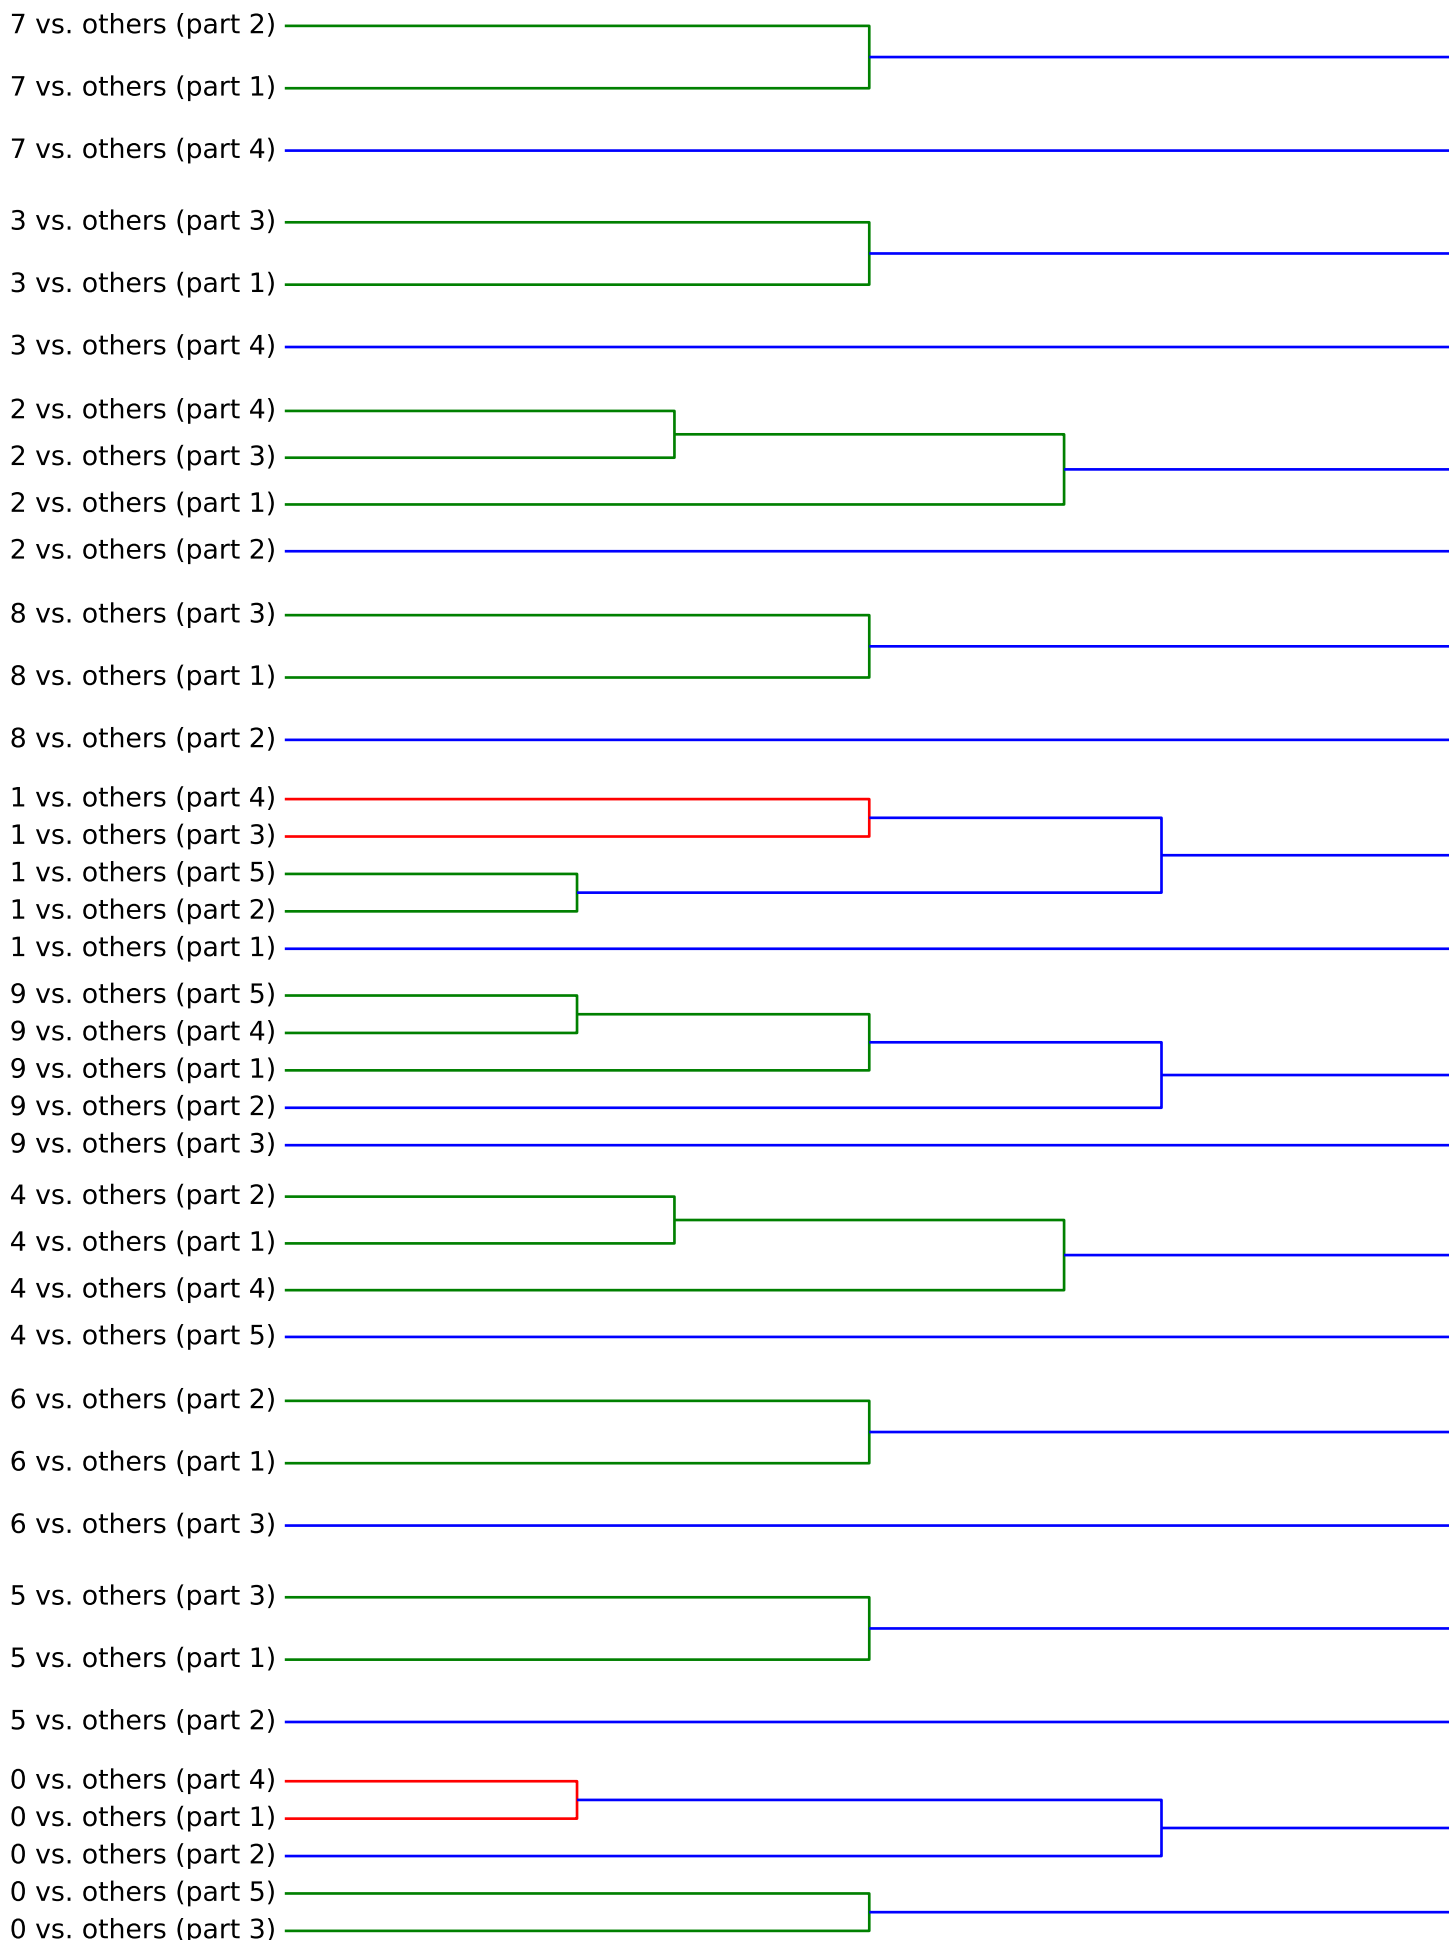 7 vs. others (part 2)
7 vs. others (part 1)
7 vs. others (part 4)
3 vs. others (part 3)
3 vs. others (part 1)
3 vs. others (part 4)
2 vs. others (part 4)
2 vs. others (part 3)
2 vs. others (part 1)
2 vs. others (part 2)
8 vs. others (part 3)
8 vs. others (part 1)
8 vs. others (part 2)
1 vs. others (part 4)
1 vs. others (part 3)
1 vs. others (part 5)
1 vs. others (part 2)
1 vs. others (part 1)
9 vs. others (part 5)
9 vs. others (part 4)
9 vs. others (part 1)
9 vs. others (part 2)
9 vs. others (part 3)
4 vs. others (part 2)
4 vs. others (part 1)
4 vs. others (part 4)
4 vs. others (part 5)
6 vs. others (part 2)
6 vs. others (part 1)
6 vs. others (part 3)
5 vs. others (part 3)
5 vs. others (part 1)
5 vs. others (part 2)
0 vs. others (part 4)
0 vs. others (part 1)
0 vs. others (part 2)
0 vs. others (part 5)
0 vs. others (part 3)